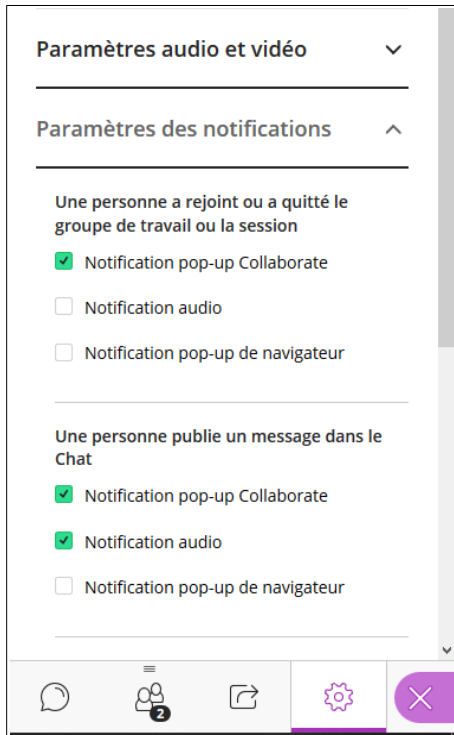 Paramètres audio et vidéo
Paramètres des notifications
Une personne a rejoint ou a quitté le
groupe de travail ou la session
Notification pop-up Collaborate
Notification audio
Notification pop-up de navigateur
Une personne publie un message dans le
Chat
Notification pop-up Collaborate
Notification audio
Notification pop-up de navigateur
2